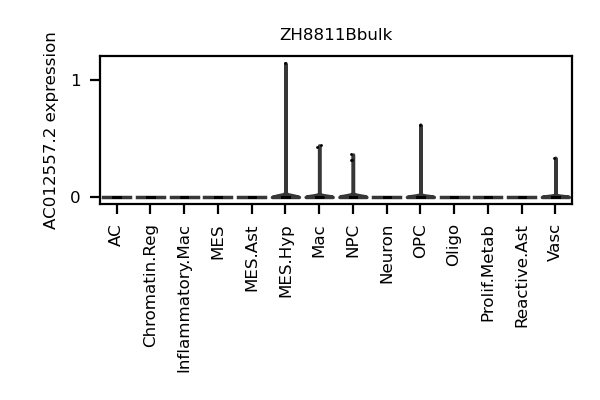 ZH8811Bbulk
AC012557.2 expression
1
0
AC
Chromatin.Reg
Inflammatory.Mac
MES
MES.Ast
MES.Hyp
Mac
NPC
Neuron
OPC
Oligo
Prolif.Metab
Reactive.Ast
Vasc